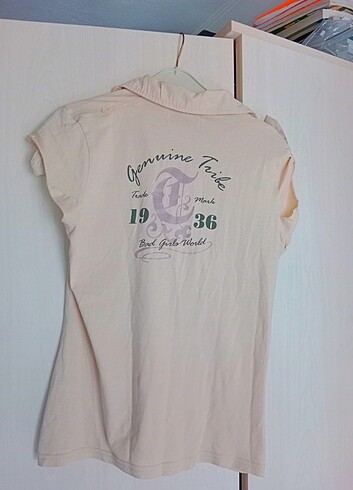 Genuine Tribe
Trade Mark
T
19 36
Bad Girls World